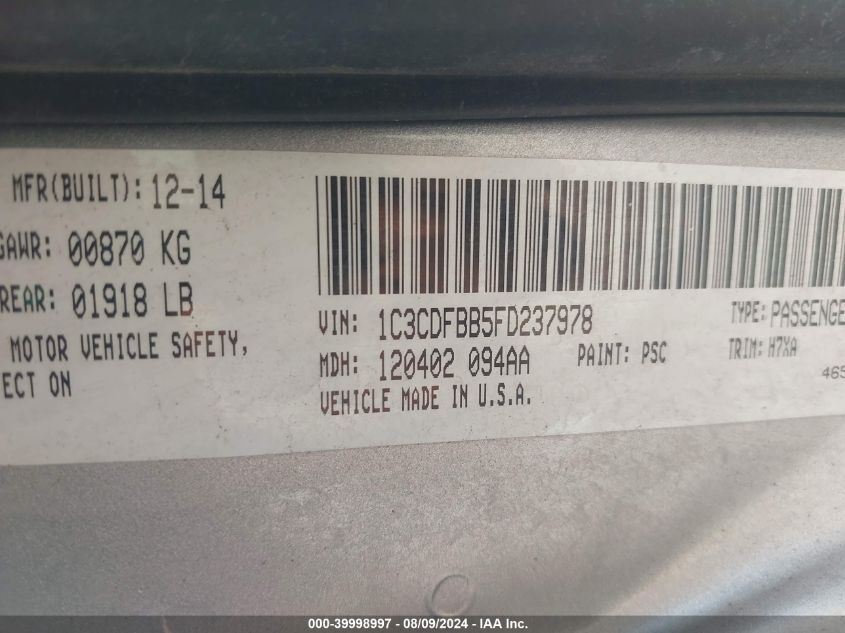 MFR(BUILT): 12-14
GAWR: 00870 KG
REAR: 01918 LB
MOTOR VEHICLE SAFETY,
ECT ON
VIN: 1C3CDFBB5FD237978
TYPE: PASSENGE
MDH: 120402 094AA
PAINT: PSC
TRIM: H7XA
465
VEHICLE MADE IN U.S.A.
000-39998997 - 08/09/2024 - IAA Inc.